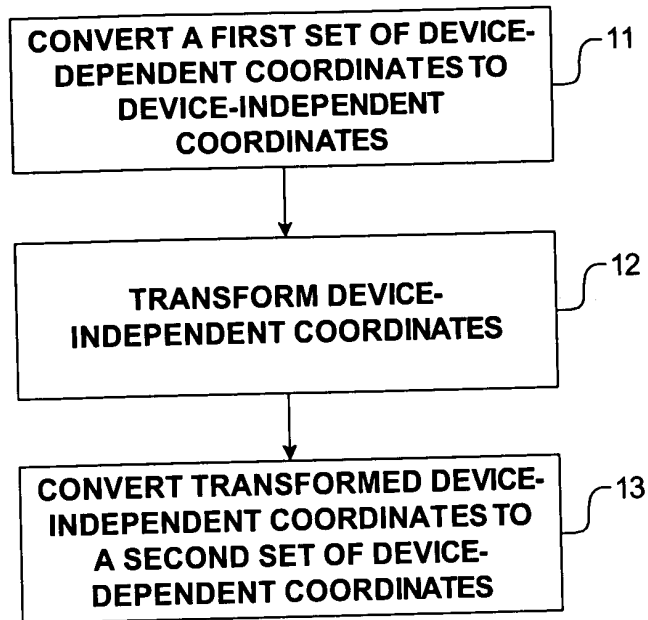 CONVERT A FIRST SET OF DEVICE-
DEPENDENT COORDINATES TO
DEVICE-INDEPENDENT
COORDINATES
11
TRANSFORM DEVICE-
INDEPENDENT COORDINATES
12
CONVERT TRANSFORMED DEVICE-
INDEPENDENT COORDINATES TO
A SECOND SET OF DEVICE-
DEPENDENT COORDINATES
13